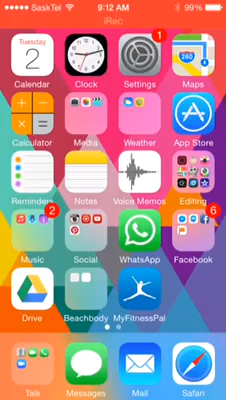 SaskTel 9:12 AM 99%
iRec
Tuesday 1
2 280
Calendar Clock Settings Maps
Calculator Media Weather App Store
Reminders Notes Voice Memos Editing
2 6
Music Social WhatsApp Facebook
Drive Beachbody MyFitnessPal
Talk Messages Mail Safari